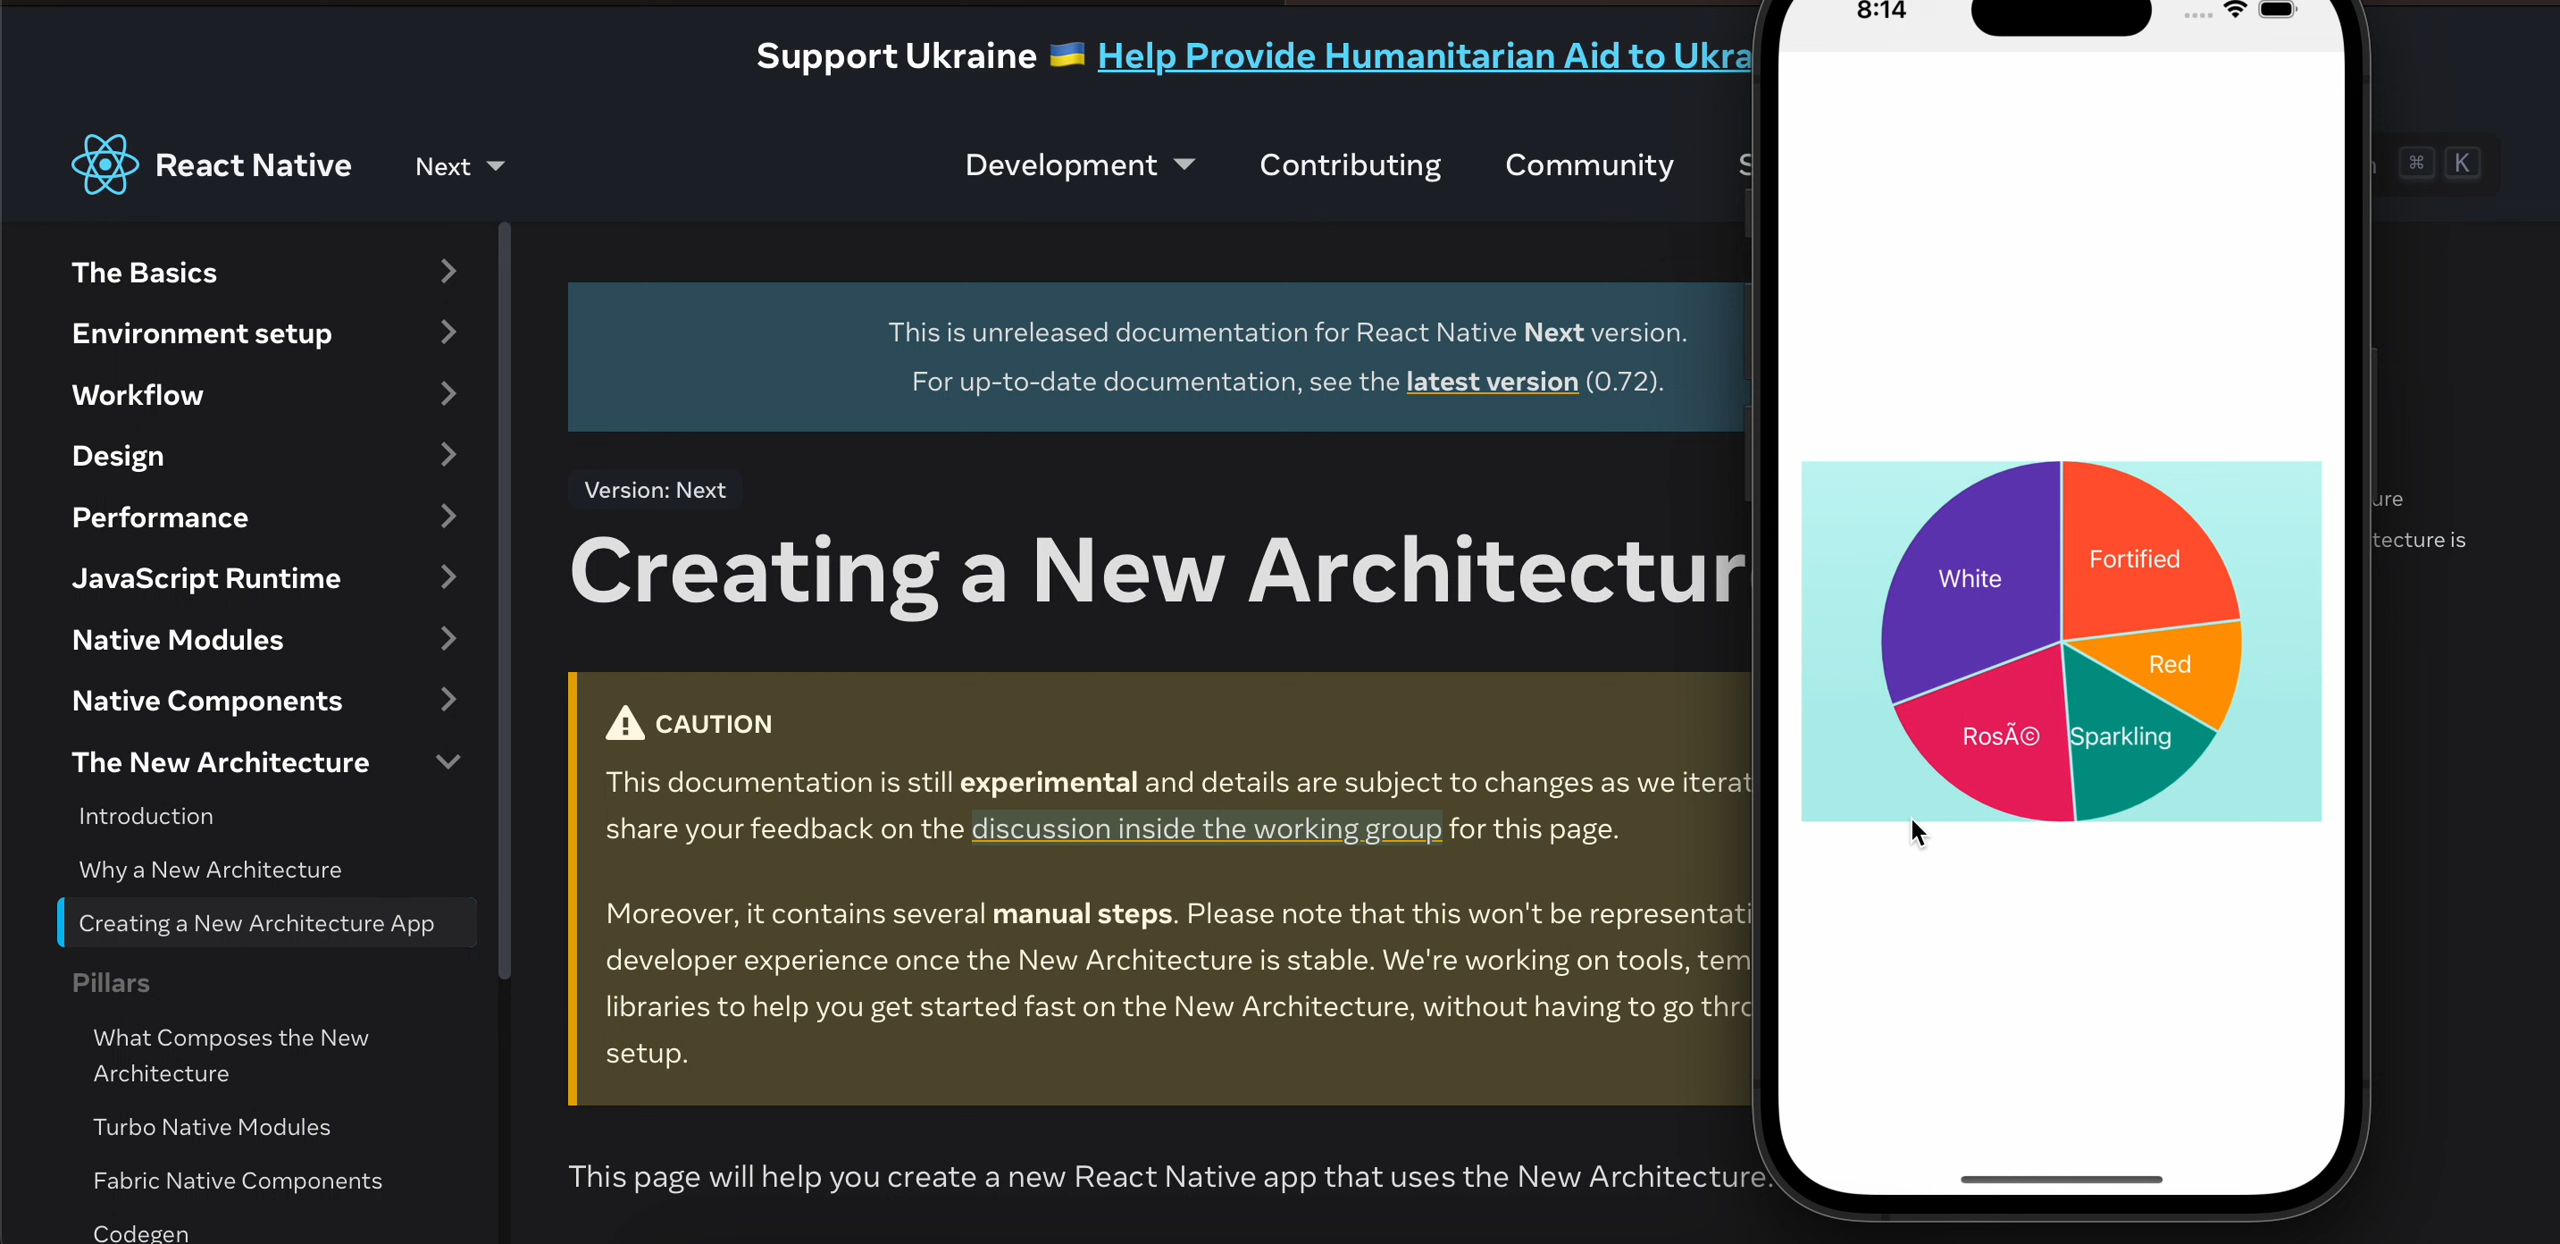 Support Ukraine 🇺🇦 Help Provide Humanitarian Aid to Ukra
React Native
Next
Development
Contributing
Community
S
⌘ K
The Basics
Environment setup
Workflow
Design
Performance
JavaScript Runtime
Native Modules
Native Components
The New Architecture
Introduction
Why a New Architecture
Creating a New Architecture App
Pillars
What Composes the New
Architecture
Turbo Native Modules
Fabric Native Components
Codegen
This is unreleased documentation for React Native Next version.
For up-to-date documentation, see the latest version (0.72).
Version: Next
Creating a New Architectur
CAUTION
This documentation is still experimental and details are subject to changes as we iterat
share your feedback on the discussion inside the working group for this page.
Moreover, it contains several manual steps. Please note that this won't be representati
developer experience once the New Architecture is stable. We're working on tools, tem
libraries to help you get started fast on the New Architecture, without having to go thro
setup.
This page will help you create a new React Native app that uses the New Architecture.
ure
tecture is
8:14
White
Fortified
Red
RosÃ©
Sparkling